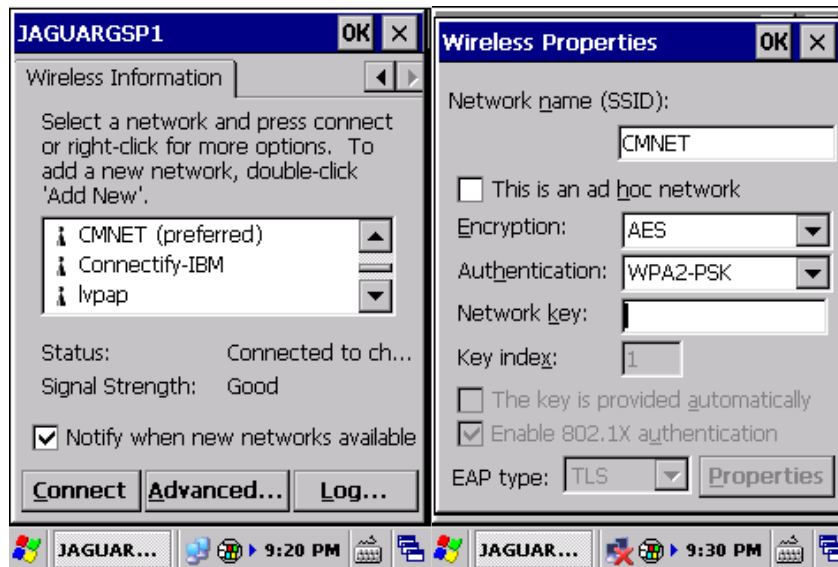 JAGUARGSP1 OK ×
Wireless Information
Select a network and press connect
or right-click for more options. To
add a new network, double-click
'Add New'.
CMNET (preferred)
Connectify-IBM
lvpap
Status: Connected to ch...
Signal Strength: Good
Notify when new networks available
Connect Advanced... Log...
JAGUAR... 9:20 PM
Wireless Properties OK ×
Network name (SSID):
CMNET
This is an ad hoc network
Encryption: AES
Authentication: WPA2-PSK
Network key:
Key index: 1
The key is provided automatically
Enable 802.1X authentication
EAP type: TLS Properties
JAGUAR... 9:30 PM